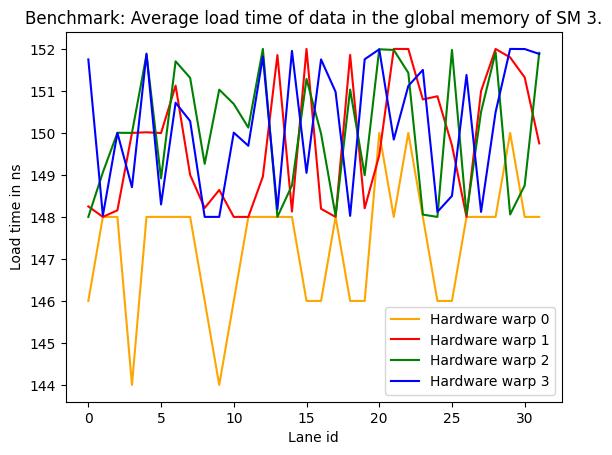 Benchmark: Average load time of data in the global memory of SM 3.
152
151
150
149
148
147
146
145
144
Load time in ns
Hardware warp 0
Hardware warp 1
Hardware warp 2
Hardware warp 3
0 5 10 15 20 25 30
Lane id